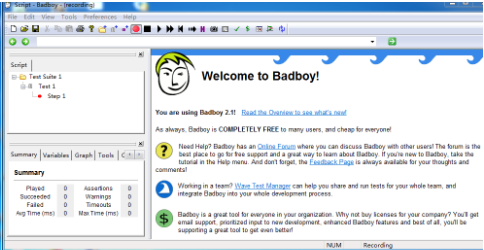 Script - Badboy - (recording)
File Edit View Tools Preferences Help
Script
Test Suite 1
Test 1
Step 1
Summary Variables Graph Tools C
Summary
Played 0 Assertions 0
Succeeded 0 Warnings 0
Failed 0 Timeouts 0
Avg Time (ms) 0 Max Time (ms) 0
Welcome to Badboy!
You are using Badboy 2.1! Read the Overview to see what's new!
As always, Badboy is COMPLETELY FREE to many users, and cheap for everyone!
Need Help? Badboy has an Online Forum where you can discuss Badboy with other users! The forum is the
best place to go for free support and a great way to learn about Badboy. If you're new to Badboy, take the
tutorial in the Help menu. And don't forget, the Feedback Page is always available for your thoughts and
comments!
Working in a team? Wave Test Manager can help you share and run tests for your whole team, and
integrate Badboy into your whole development process.
Badboy is a great tool for everyone in your organization. Why not buy licenses for your company? You'll get
email support, prioritized input to new development, enhanced Badboy features and best of all, you'll be
supporting a great tool to get even better!
NUM Recording